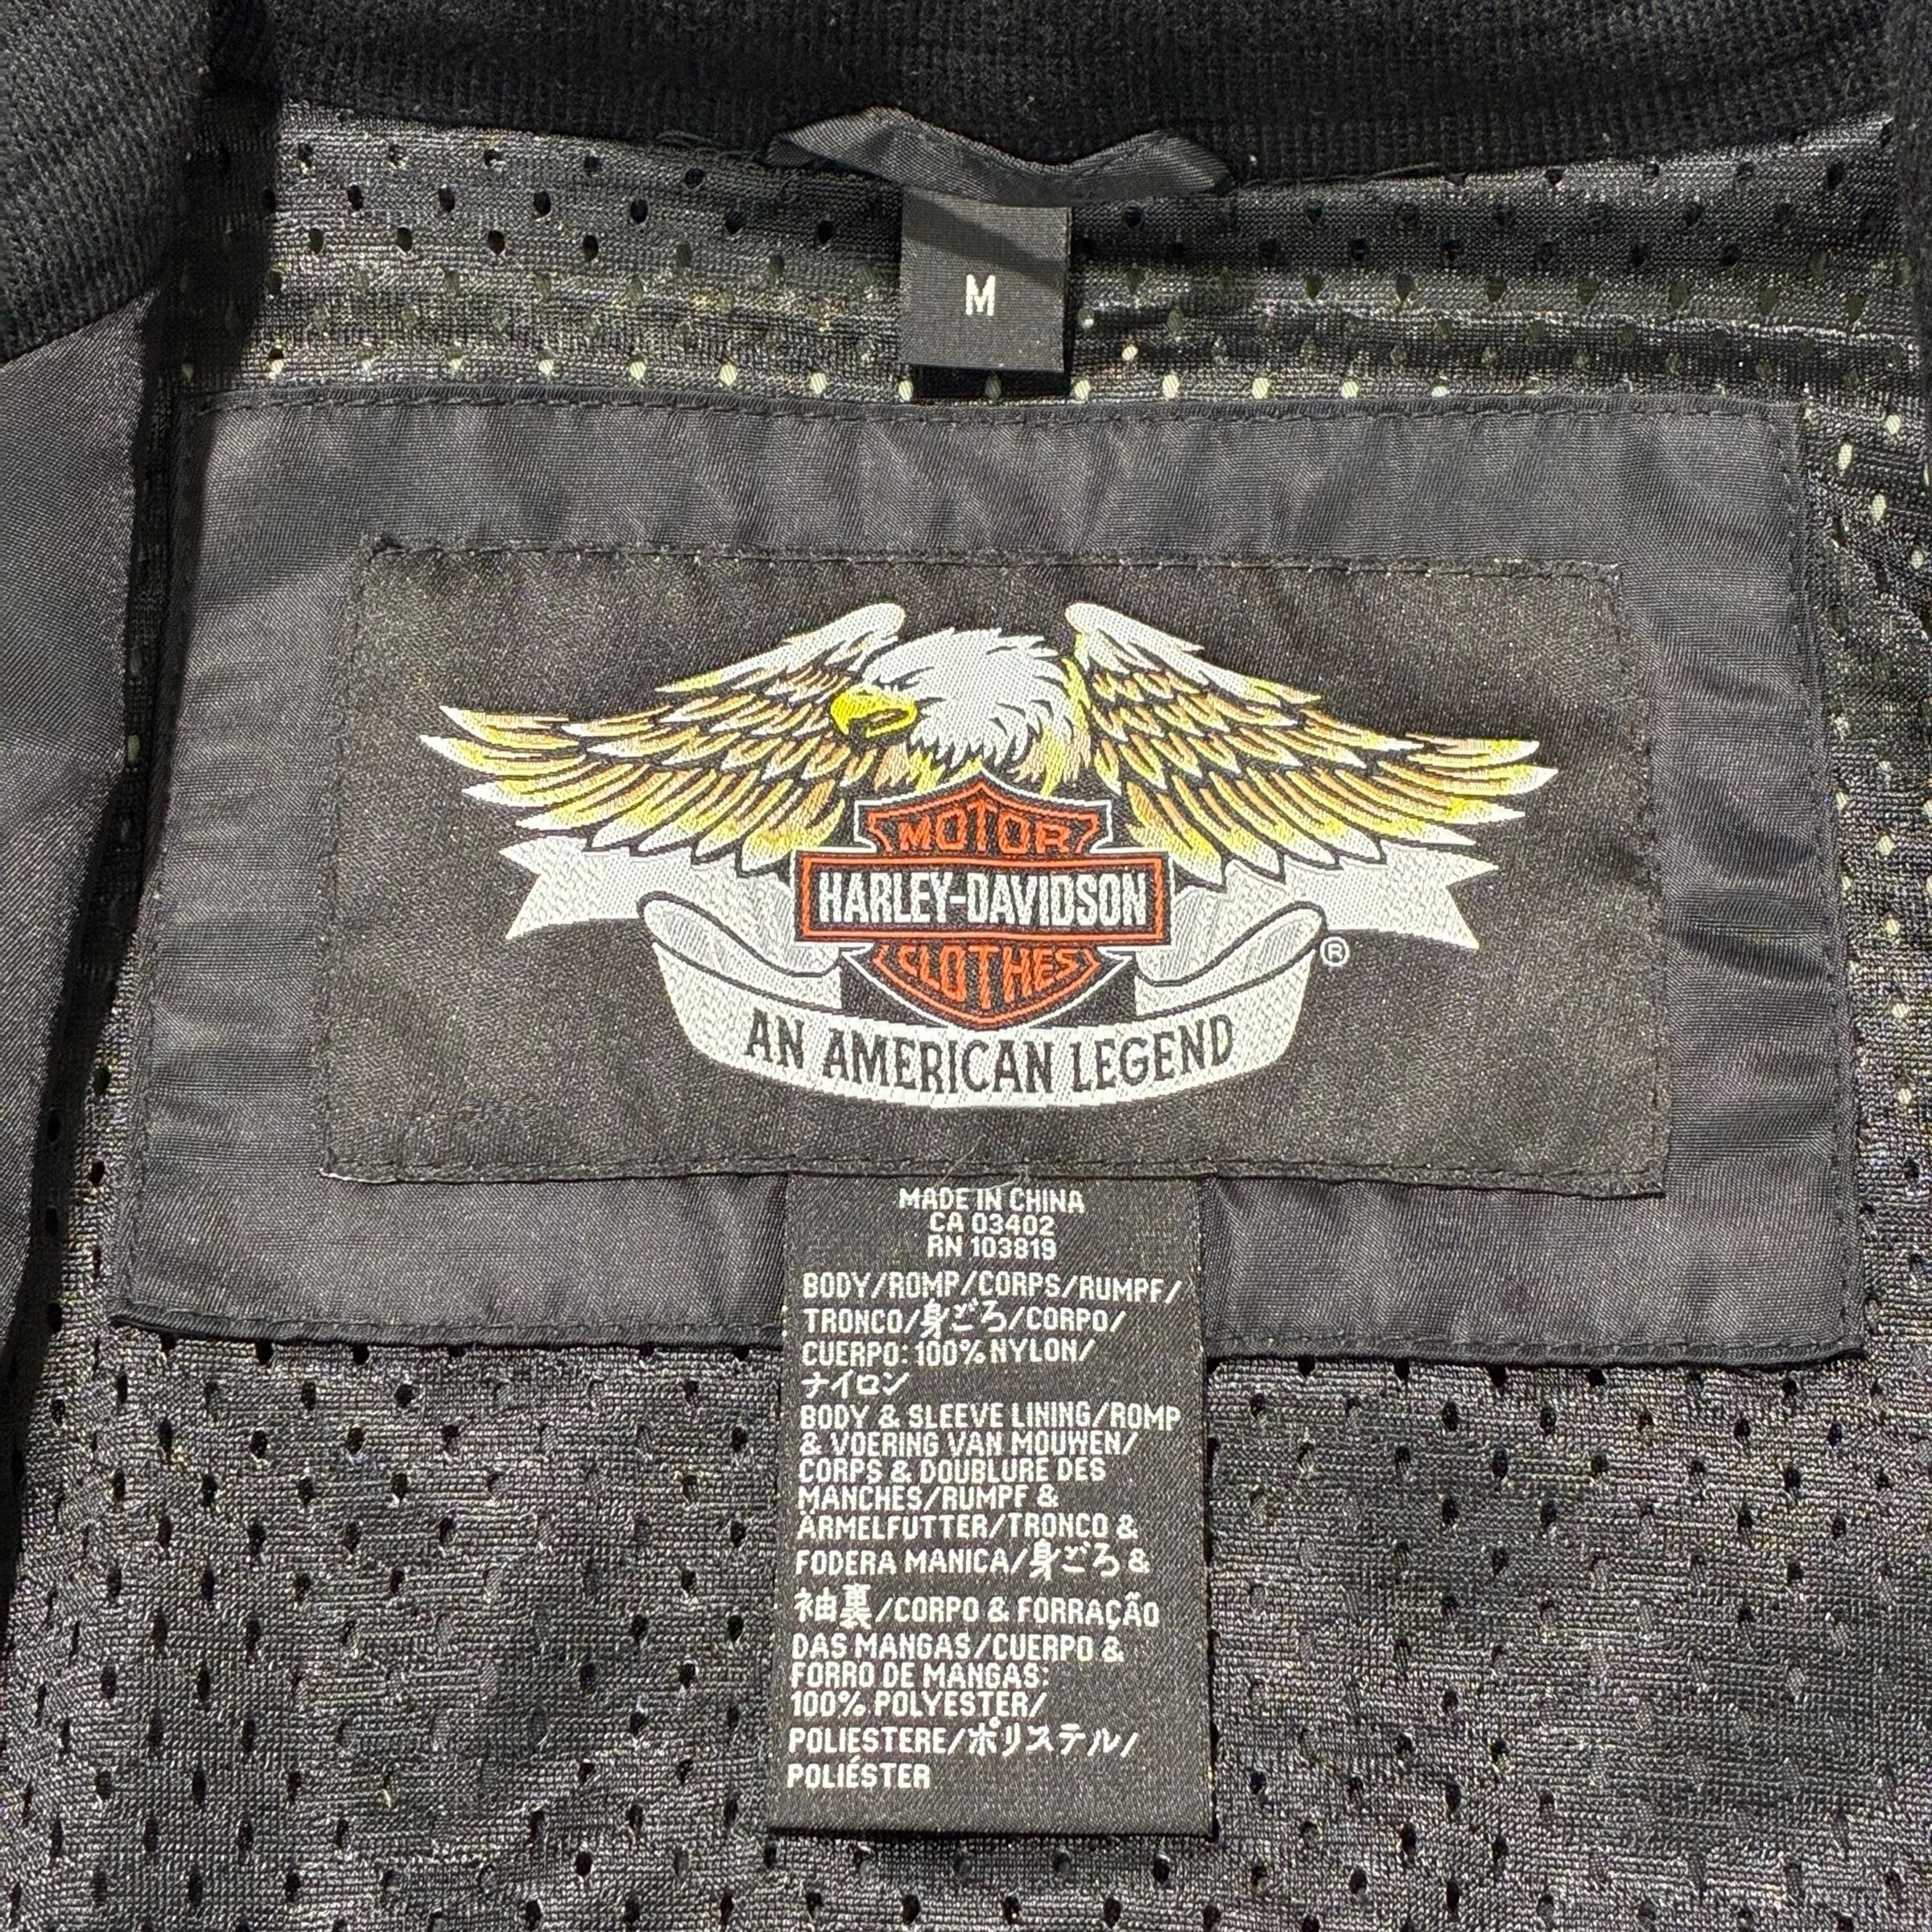 M
MOTOR
HARLEY-DAVIDSON
CLOTHES
®
AN AMERICAN LEGEND
MADE IN CHINA
CA 03402
RN 103819
BODY/ROMP/CORPS/RUMPF/
TRONCO/身ごろ/CORPO/
CUERPO: 100% NYLON/
ナイロン
BODY & SLEEVE LINING/ROMP
& VOERING VAN MOUWEN/
CORPS & DOUBLURE DES
MANCHES/RUMPF &
ÄRMELFUTTER/TRONCO &
FODERA MANICA/身ごろ &
袖裏/CORPO & FORRAÇÃO
DAS MANGAS/CUERPO &
FORRO DE MANGAS:
100% POLYESTER/
POLIESTERE/ポリステル/
POLIÉSTER